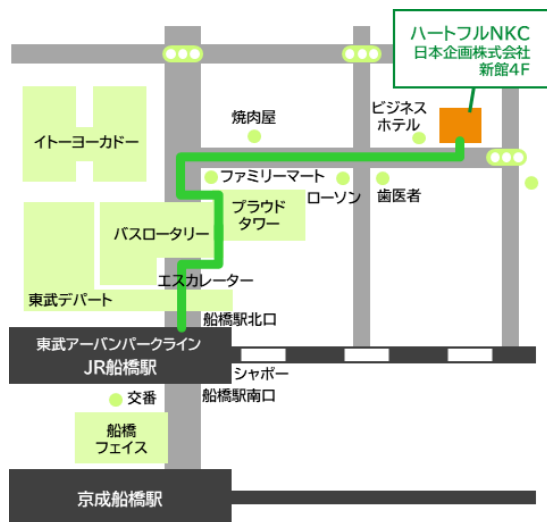 ハートフルNKC
日本企画株式会社
新館4F
ビジネス
ホテル
焼肉屋
イトーヨーカドー
ファミリーマート
ローソン
歯医者
プラウド
タワー
バスロータリー
エスカレーター
東武デパート
船橋駅北口
東武アーバンパークライン
JR船橋駅
シャポー
船橋駅南口
交番
船橋
フェイス
京成船橋駅